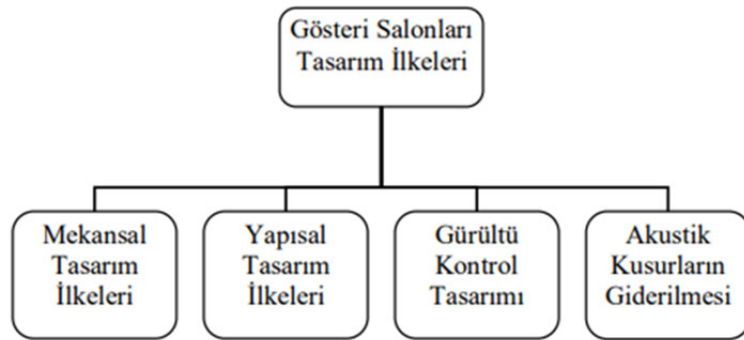 Gösteri Salonları
Tasarım İlkeleri
Mekansal
Tasarım
İlkeleri
Yapısal
Tasarım
İlkeleri
Gürültü
Kontrol
Tasarımı
Akustik
Kusurların
Giderilmesi